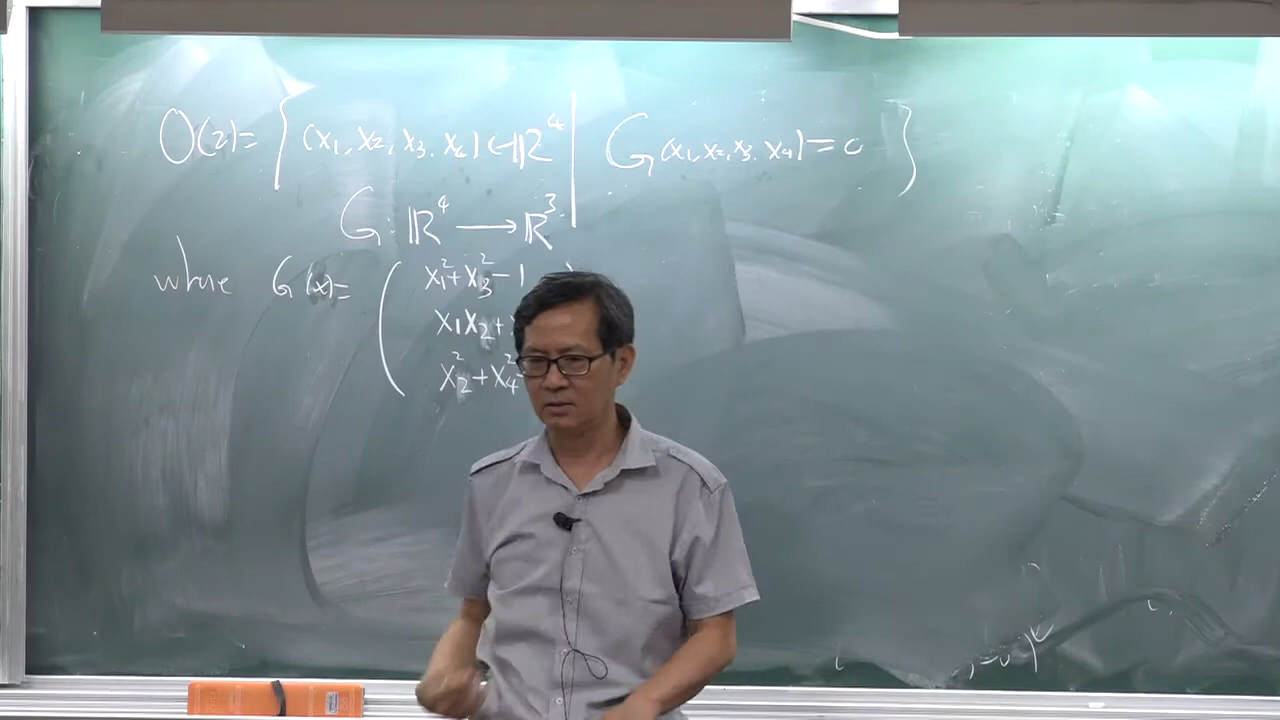 O(2) = { (x₁, x₂, x₃, x₄) ∈ ℝ⁴ | G(x₁, x₂, x₃, x₄) = 0 }
G: ℝ⁴ ⟶ ℝ³
where G(x) = ( x₁² + x₃² - 1
x₁x₂ +
x₂² + x₄²